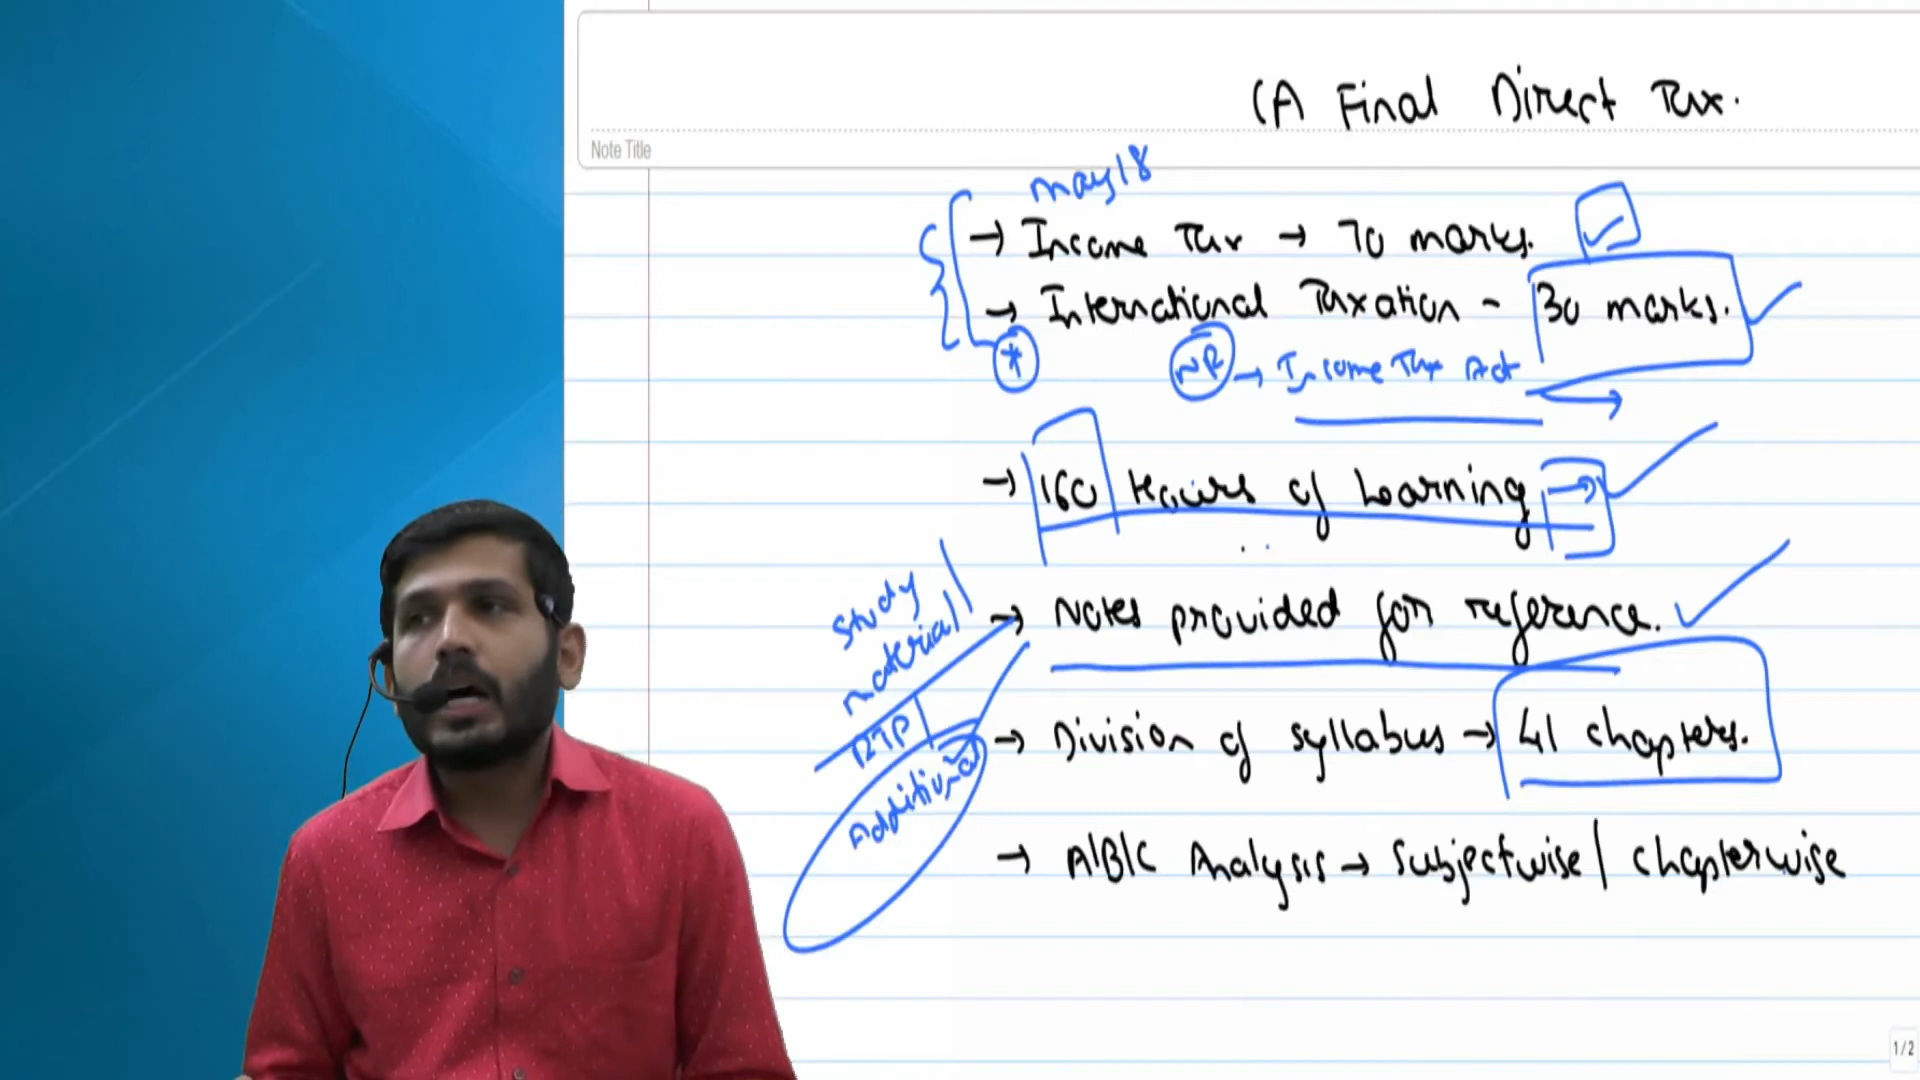 CA Final Direct Tax.
Note Title
may 18
→ Income Tax → 70 marks.
→ International Taxation - 30 marks.
* NR → Income Tax Act →
→ 160 Hours of Learning →
study material
→ Notes provided for reference.
RTP
→ Division of syllabus → 41 chapters.
Additional
→ A/B/C Analysis → Subjectwise / Chapterwise
1/2